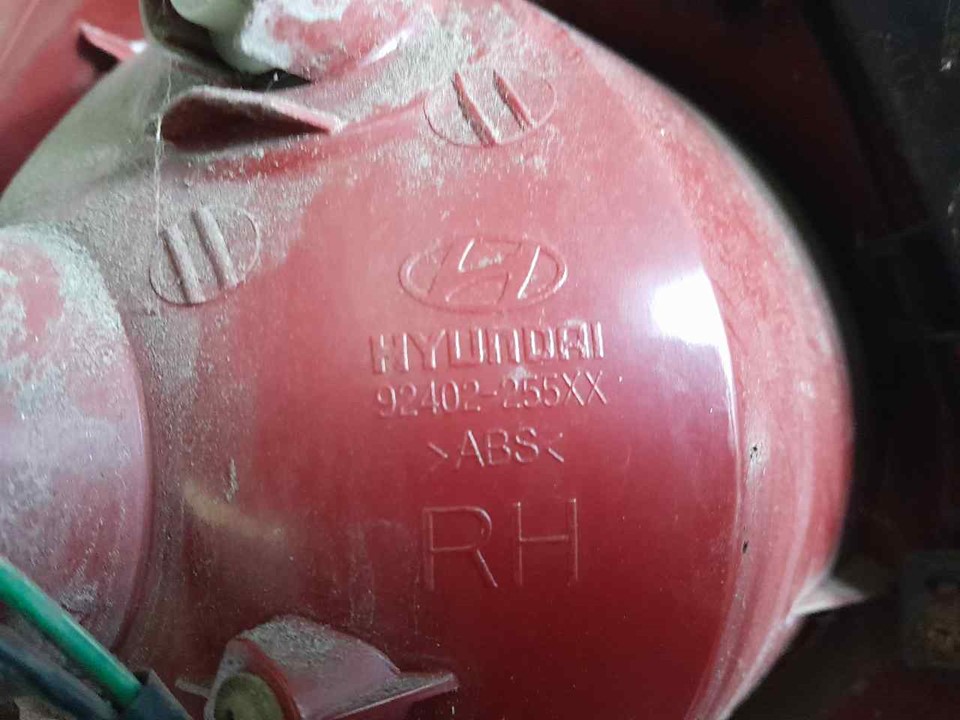 HYUNDAI
92402-255XX
>ABS<
RH